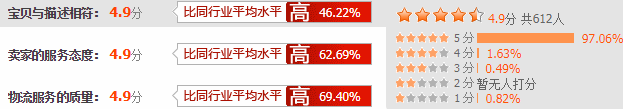 宝贝与描述相符：4.9分 比同行业平均水平 高 46.22%
卖家的服务态度：4.9分 比同行业平均水平 高 62.69%
物流服务的质量：4.9分 比同行业平均水平 高 69.40%
4.9分 共612人
5分 97.06%
4分 1.63%
3分 0.49%
2分 暂无人打分
1分 0.82%